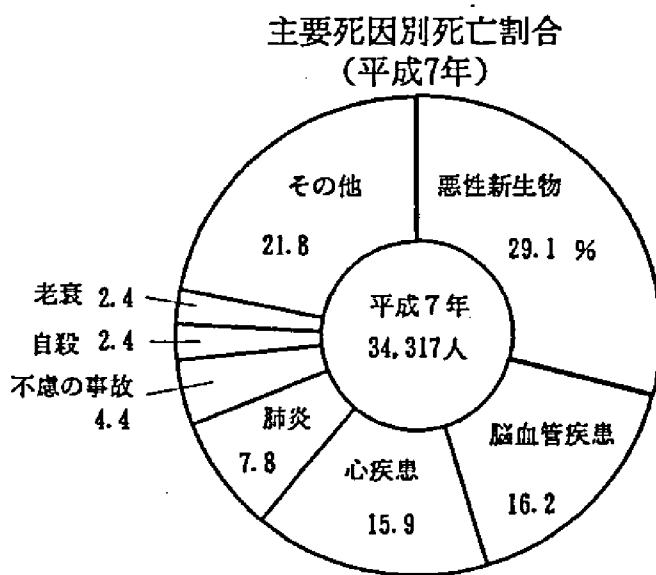 主要死因別死亡割合
(平成7年)
悪性新生物
29.1 %
脳血管疾患
16.2
心疾患
15.9
肺炎
7.8
不慮の事故
4.4
自殺 2.4
老衰 2.4
その他
21.8
平成7年
34,317人